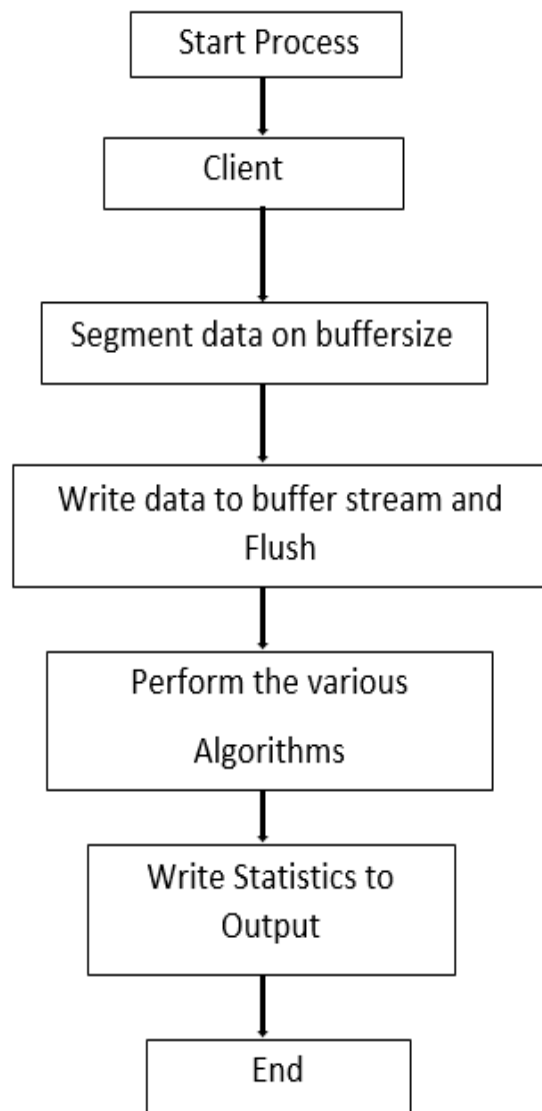 Start Process
Client
Segment data on buffersize
Write data to buffer stream and
Flush
Perform the various
Algorithms
Write Statistics to
Output
End